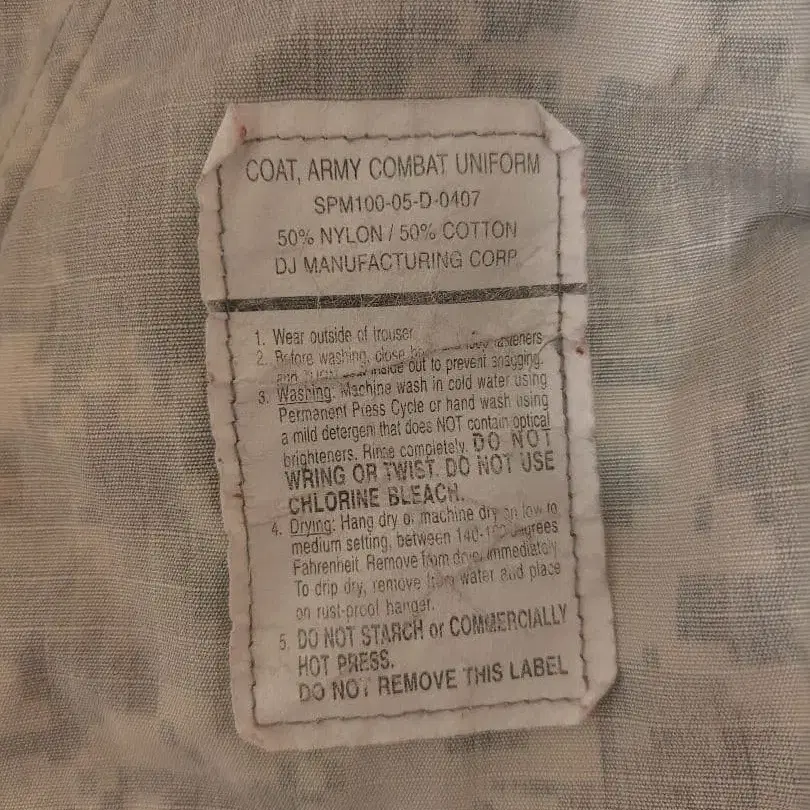 COAT, ARMY COMBAT UNIFORM
SPM100-05-D-0407
50% NYLON / 50% COTTON
DJ MANUFACTURING CORP.
1. Wear outside of trouser
2. Before washing, close fasteners
inside out to prevent snagging.
3. Washing: Machine wash in cold water using
Permanent Press Cycle or hand wash using
a mild detergent that does NOT contain optical
brighteners. Rinse completely. DO NOT
WRING OR TWIST. DO NOT USE
CHLORINE BLEACH.
4. Drying: Hang dry or machine dry on low to
medium setting, between degrees
Fahrenheit. Remove from dryer immediately.
To drip dry, remove from water and place
on rust-proof hanger.
5. DO NOT STARCH or COMMERCIALLY
HOT PRESS.
DO NOT REMOVE THIS LABEL